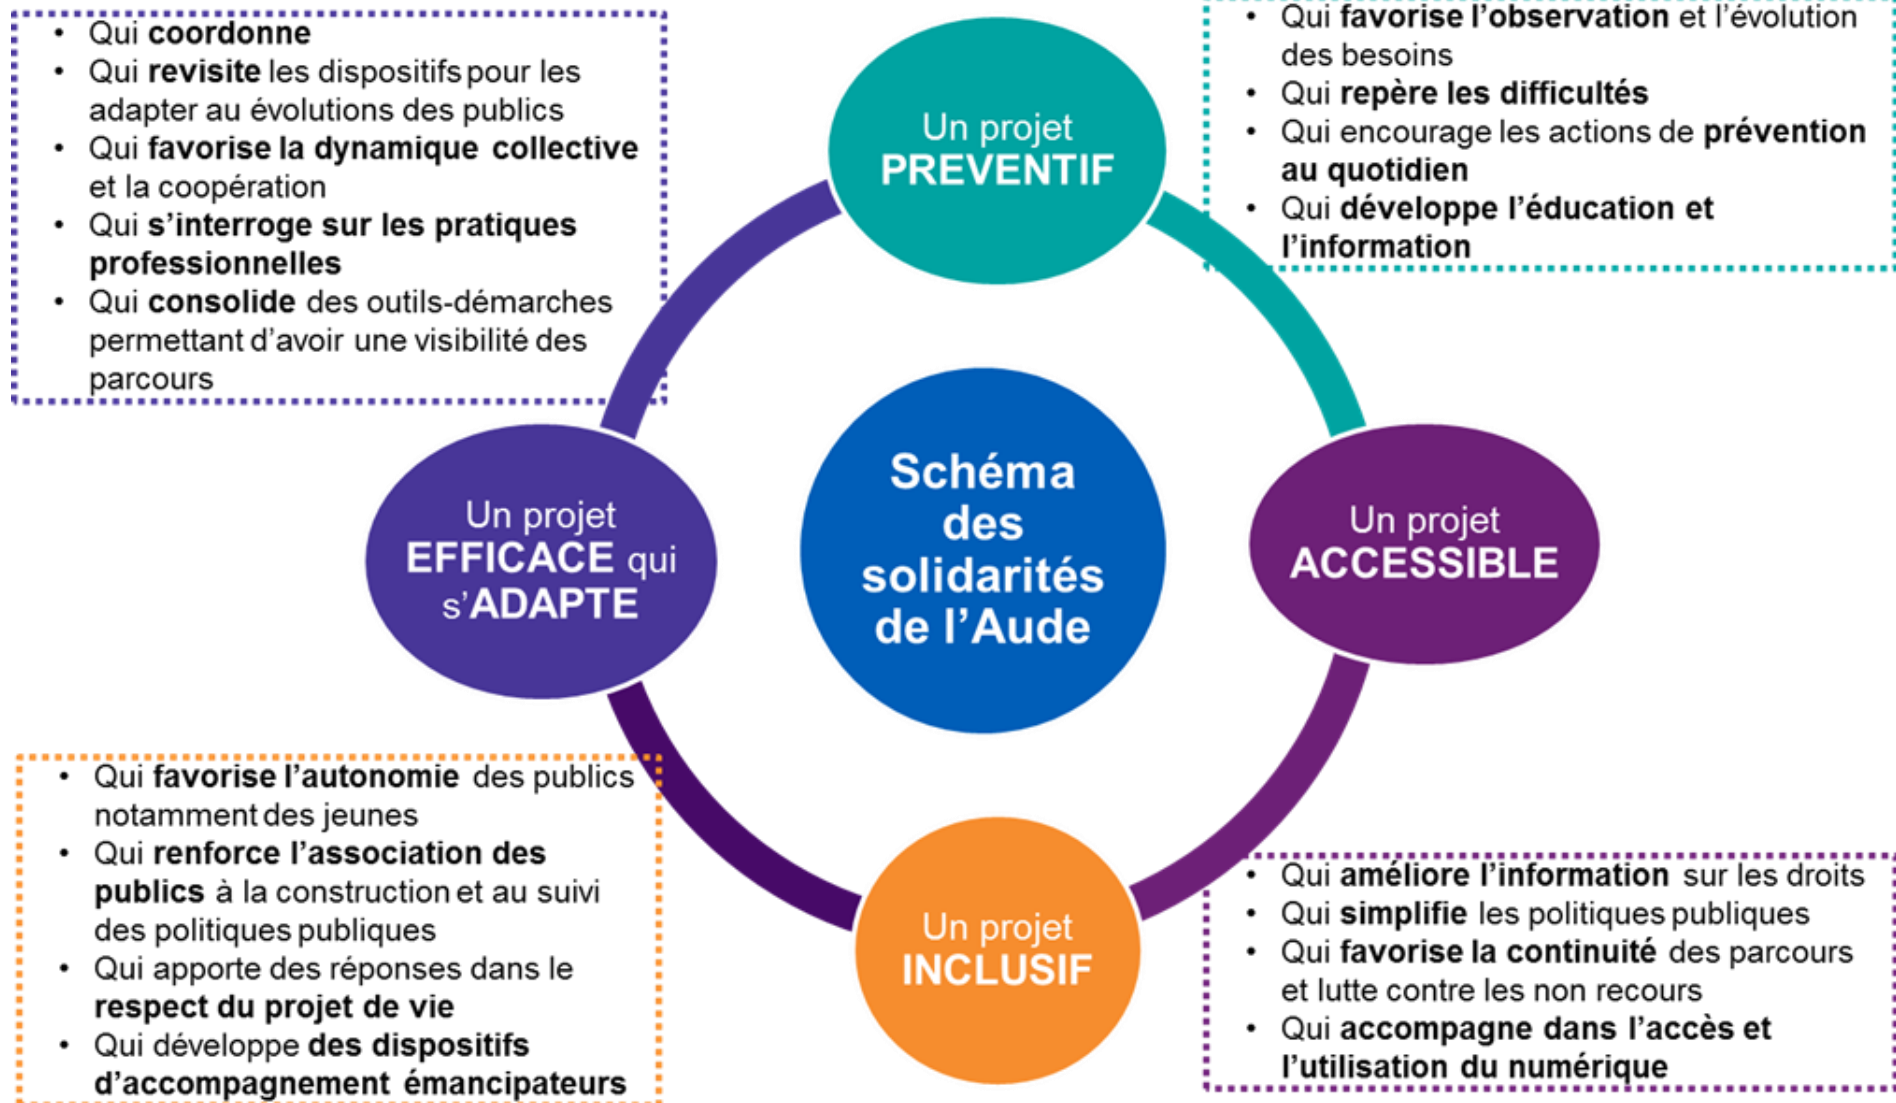 • Qui coordonne
• Qui revisite les dispositifs pour les
adapter au évolutions des publics
• Qui favorise la dynamique collective
et la coopération
• Qui s'interroge sur les pratiques
professionnelles
• Qui consolide des outils-démarches
permettant d'avoir une visibilité des
parcours
Un projet
PREVENTIF
• Qui favorise l'observation et l'évolution
des besoins
• Qui repère les difficultés
• Qui encourage les actions de prévention
au quotidien
• Qui développe l'éducation et
l'information
Un projet
EFFICACE qui
s'ADAPTE
Schéma
des
solidarités
de l'Aude
Un projet
ACCESSIBLE
• Qui favorise l'autonomie des publics
notamment des jeunes
• Qui renforce l'association des
publics à la construction et au suivi
des politiques publiques
• Qui apporte des réponses dans le
respect du projet de vie
• Qui développe des dispositifs
d'accompagnement émancipateurs
Un projet
INCLUSIF
• Qui améliore l'information sur les droits
• Qui simplifie les politiques publiques
• Qui favorise la continuité des parcours
et lutte contre les non recours
• Qui accompagne dans l'accès et
l'utilisation du numérique